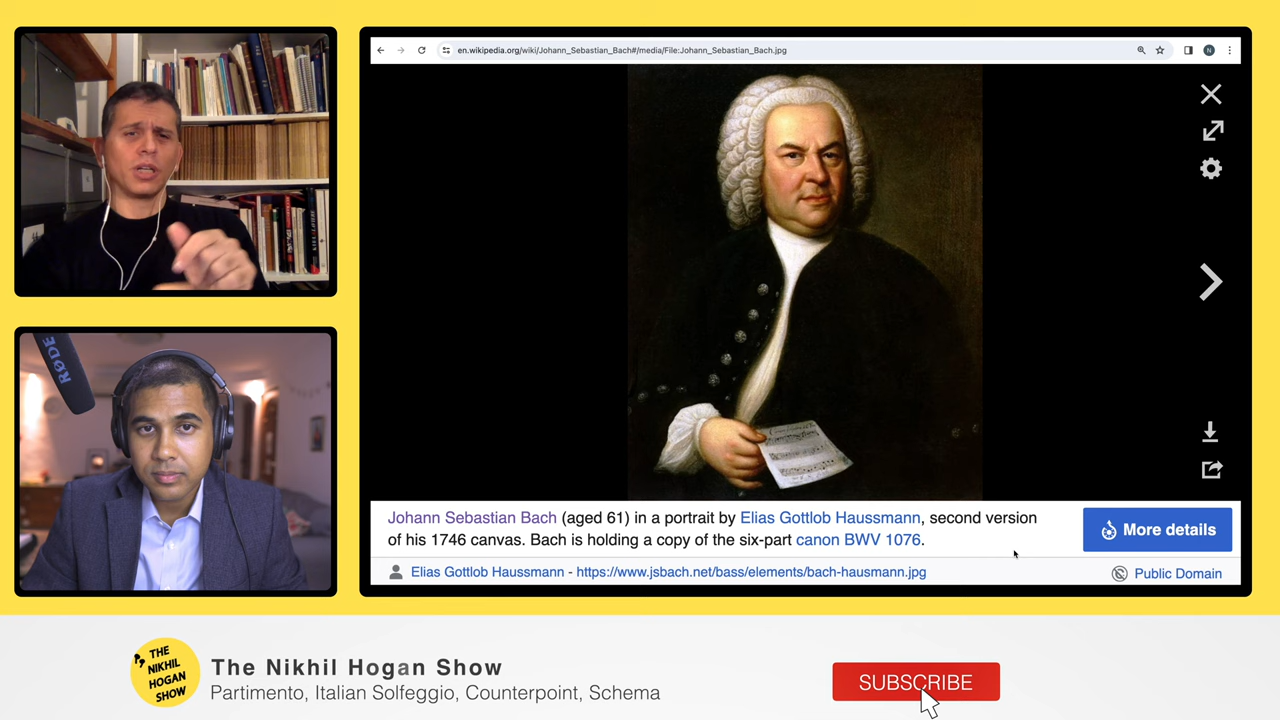 RØDE
en.wikipedia.org/wiki/Johann_Sebastian_Bach#/media/File:Johann_Sebastian_Bach.jpg
N
Johann Sebastian Bach (aged 61) in a portrait by Elias Gottlob Haussmann, second version
of his 1746 canvas. Bach is holding a copy of the six-part canon BWV 1076.
More details
Elias Gottlob Haussmann - https://www.jsbach.net/bass/elements/bach-hausmann.jpg
Public Domain
THE
NIKHIL
HOGAN
SHOW
The Nikhil Hogan Show
Partimento, Italian Solfeggio, Counterpoint, Schema
SUBSCRIBE